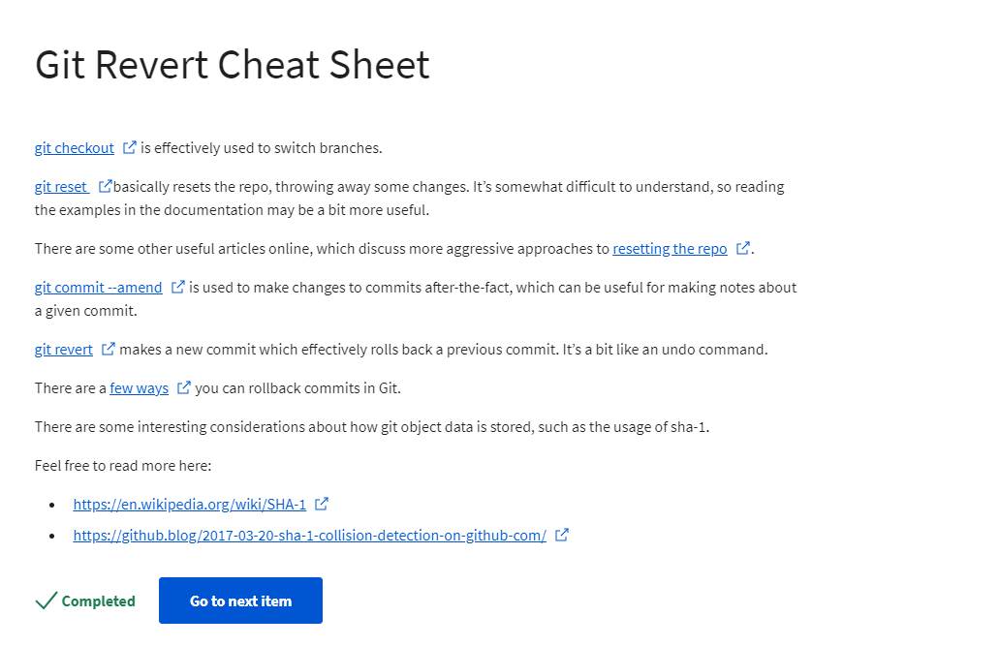 Git Revert Cheat Sheet
git checkout is effectively used to switch branches.
git reset basically resets the repo, throwing away some changes. It’s somewhat difficult to understand, so reading
the examples in the documentation may be a bit more useful.
There are some other useful articles online, which discuss more aggressive approaches to resetting the repo.
git commit --amend is used to make changes to commits after-the-fact, which can be useful for making notes about
a given commit.
git revert makes a new commit which effectively rolls back a previous commit. It’s a bit like an undo command.
There are a few ways you can rollback commits in Git.
There are some interesting considerations about how git object data is stored, such as the usage of sha-1.
Feel free to read more here:
• https://en.wikipedia.org/wiki/SHA-1
• https://github.blog/2017-03-20-sha-1-collision-detection-on-github-com/
Completed Go to next item